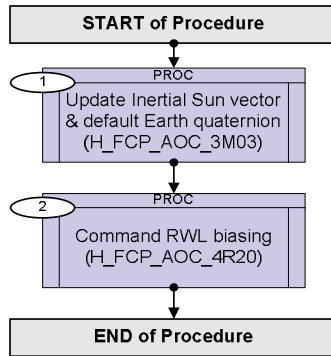 START of Procedure
PROC
1
Update Inertial Sun vector
& default Earth quaternion
(H_FCP_AOC_3M03)
PROC
2
Command RWL biasing
(H_FCP_AOC_4R20)
END of Procedure